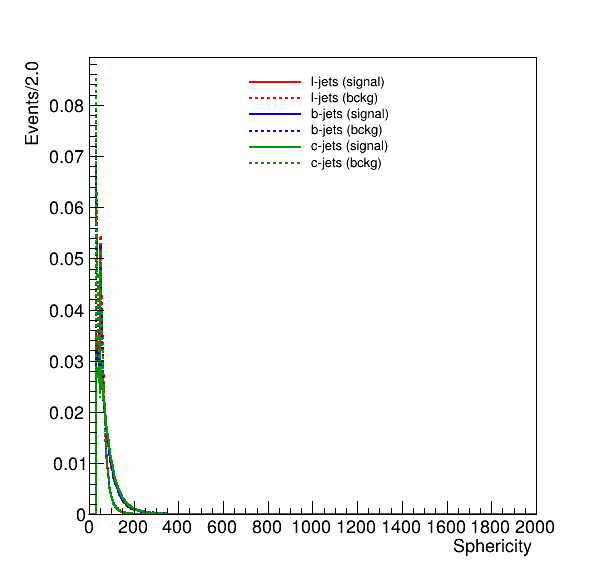 Events/2.0
l-jets (signal)
l-jets (bckg)
b-jets (signal)
b-jets (bckg)
c-jets (signal)
c-jets (bckg)
0.08
0.07
0.06
0.05
0.04
0.03
0.02
0.01
0
0 200 400 600 800 1000 1200 1400 1600 1800 2000
Sphericity